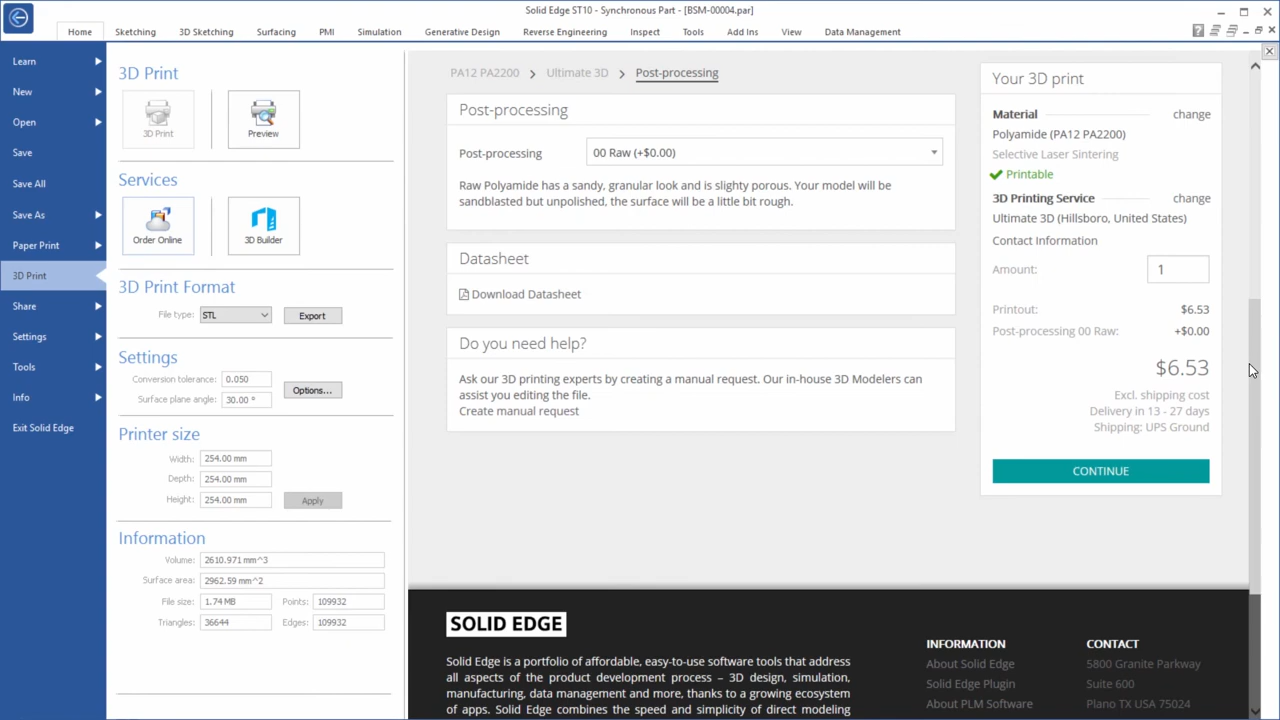 Solid Edge ST10 - Synchronous Part - [BSM-00004.par]
Home Sketching 3D Sketching Surfacing PMI Simulation Generative Design Reverse Engineering Inspect Tools Add Ins View Data Management
Learn
New
Open
Save
Save All
Save As
Paper Print
3D Print
Share
Settings
Tools
Info
Exit Solid Edge
3D Print
3D Print
Preview
Services
Order Online
3D Builder
3D Print Format
File type: STL Export
Settings
Conversion tolerance: 0.050
Surface plane angle: 30.00 °
Options...
Printer size
Width: 254.00 mm
Depth: 254.00 mm
Height: 254.00 mm Apply
Information
Volume: 2610.971 mm^3
Surface area: 2962.59 mm^2
File size: 1.74 MB Points: 109932
Triangles: 36644 Edges: 109932
PA12 PA2200 > Ultimate 3D > Post-processing
Post-processing
Post-processing 00 Raw (+$0.00)
Raw Polyamide has a sandy, granular look and is slighty porous. Your model will be
sandblasted but unpolished, the surface will be a little bit rough.
Datasheet
Download Datasheet
Do you need help?
Ask our 3D printing experts by creating a manual request. Our in-house 3D Modelers can
assist you editing the file.
Create manual request
Your 3D print
Material change
Polyamide (PA12 PA2200)
Selective Laser Sintering
Printable
3D Printing Service change
Ultimate 3D (Hillsboro, United States)
Contact Information
Amount: 1
Printout: $6.53
Post-processing 00 Raw: +$0.00
$6.53
Excl. shipping cost
Delivery in 13 - 27 days
Shipping: UPS Ground
CONTINUE
SOLID EDGE
Solid Edge is a portfolio of affordable, easy-to-use software tools that address
all aspects of the product development process – 3D design, simulation,
manufacturing, data management and more, thanks to a growing ecosystem
of apps. Solid Edge combines the speed and simplicity of direct modeling
INFORMATION
About Solid Edge
Solid Edge Plugin
About PLM Software
CONTACT
5800 Granite Parkway
Suite 600
Plano TX USA 75024